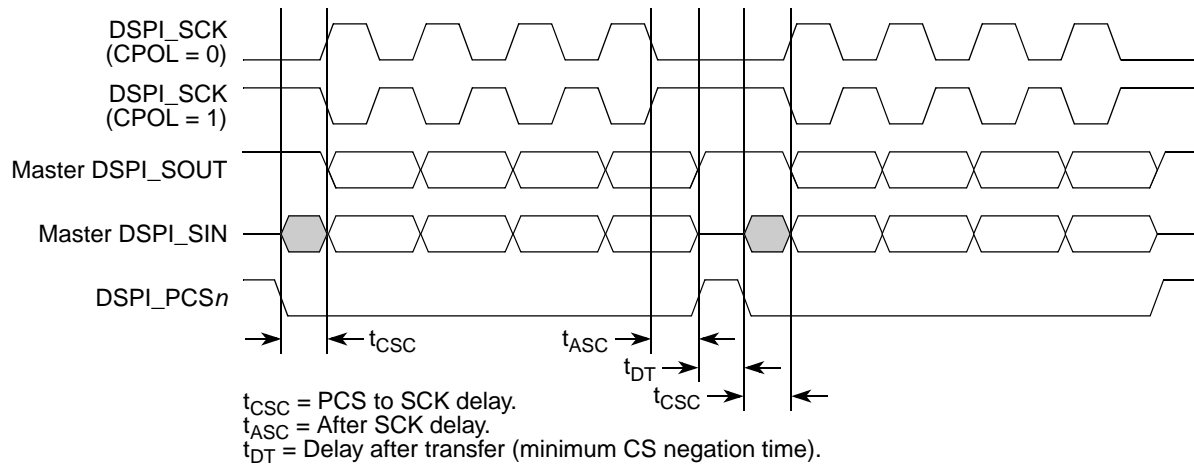 DSPI_SCK
(CPOL = 0)
DSPI_SCK
(CPOL = 1)
Master DSPI_SOUT
Master DSPI_SIN
DSPI_PCSn
tCSC
tASC
tDT
tCSC
tCSC = PCS to SCK delay.
tASC = After SCK delay.
tDT = Delay after transfer (minimum CS negation time).